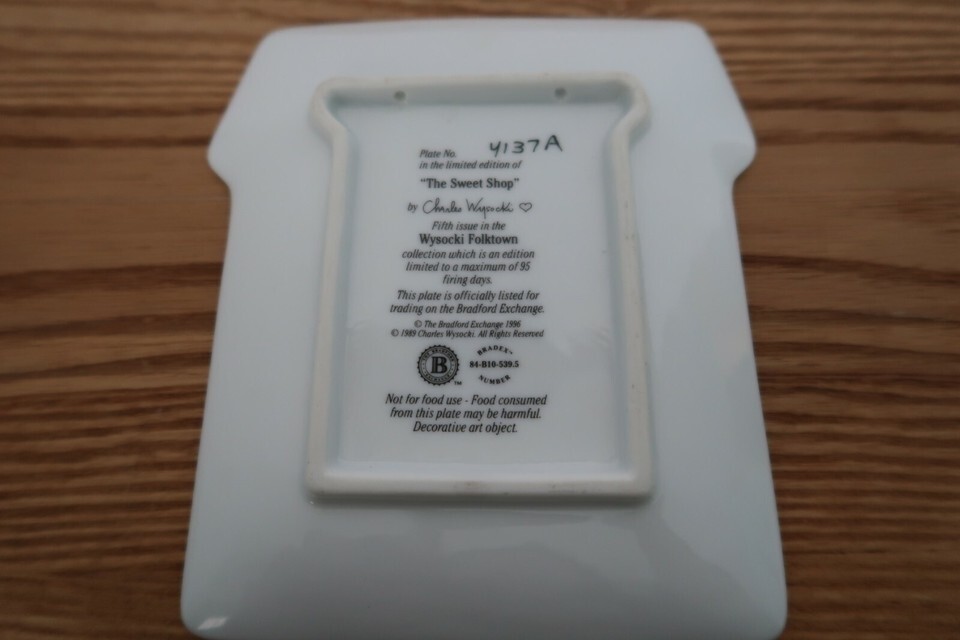 Plate No. 4137A
in the limited edition of
"The Sweet Shop"
by Charles Wysocki ♡
Fifth issue in the
Wysocki Folktown
collection which is an edition
limited to a maximum of 95
firing days.
This plate is officially listed for
trading on the Bradford Exchange.
© The Bradford Exchange 1996
© 1989 Charles Wysocki. All Rights Reserved
B ™
BRADEX™
84-B10-539.5
NUMBER
Not for food use - Food consumed
from this plate may be harmful.
Decorative art object.